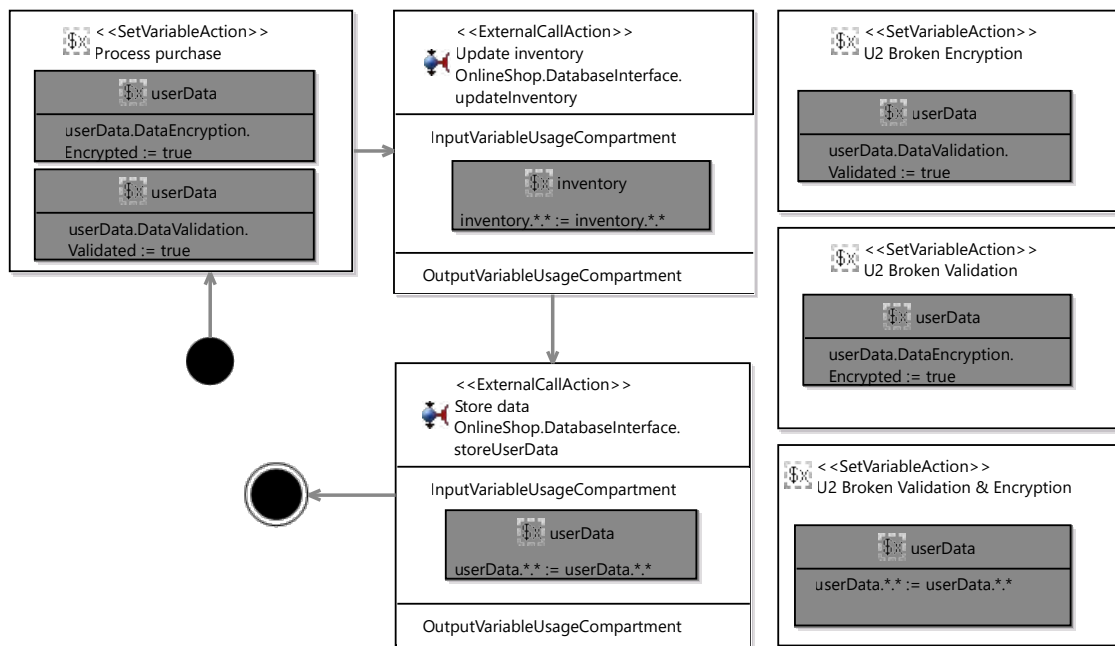 <<SetVariableAction>>
Process purchase
userData
userData.DataEncryption.
Encrypted := true
userData
userData.DataValidation.
Validated := true
<<ExternalCallAction>>
Update inventory
OnlineShop.DatabaseInterface.
updateInventory
InputVariableUsageCompartment
inventory
inventory.*.* := inventory.*.*
OutputVariableUsageCompartment
<<ExternalCallAction>>
Store data
OnlineShop.DatabaseInterface.
storeUserData
InputVariableUsageCompartment
userData
userData.*.* := userData.*.*
OutputVariableUsageCompartment
<<SetVariableAction>>
U2 Broken Encryption
userData
userData.DataValidation.
Validated := true
<<SetVariableAction>>
U2 Broken Validation
userData
userData.DataEncryption.
Encrypted := true
<<SetVariableAction>>
U2 Broken Validation & Encryption
userData
userData.*.* := userData.*.*